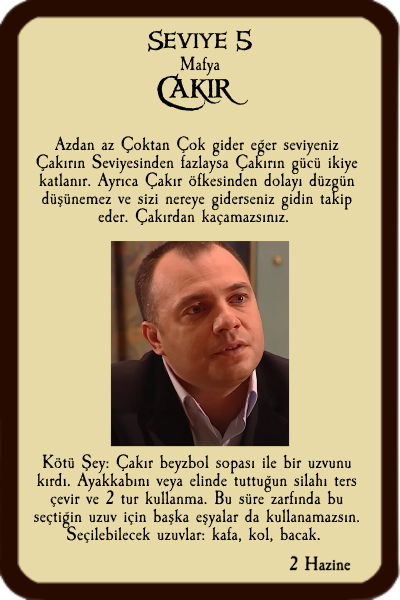 SEVIYE 5
Mafya
ÇAKIR
Azdan az Çoktan Çok gider eğer seviyeniz
Çakırın Seviyesinden fazlaysa Çakırın gücü ikiye
katlanır. Ayrıca Çakır öfkesinden dolayı düzgün
düşünemez ve sizi nereye giderseniz gidin takip
eder. Çakırdan kaçamazsınız.
Kötü Şey: Çakır beyzbol sopası ile bir uzvunu
kırdı. Ayakkabını veya elinde tuttuğun silahı ters
çevir ve 2 tur kullanma. Bu süre zarfında bu
seçtiğin uzuv için başka eşyalar da kullanamazsın.
Seçilebilecek uzuvlar: kafa, kol, bacak.
2 Hazine